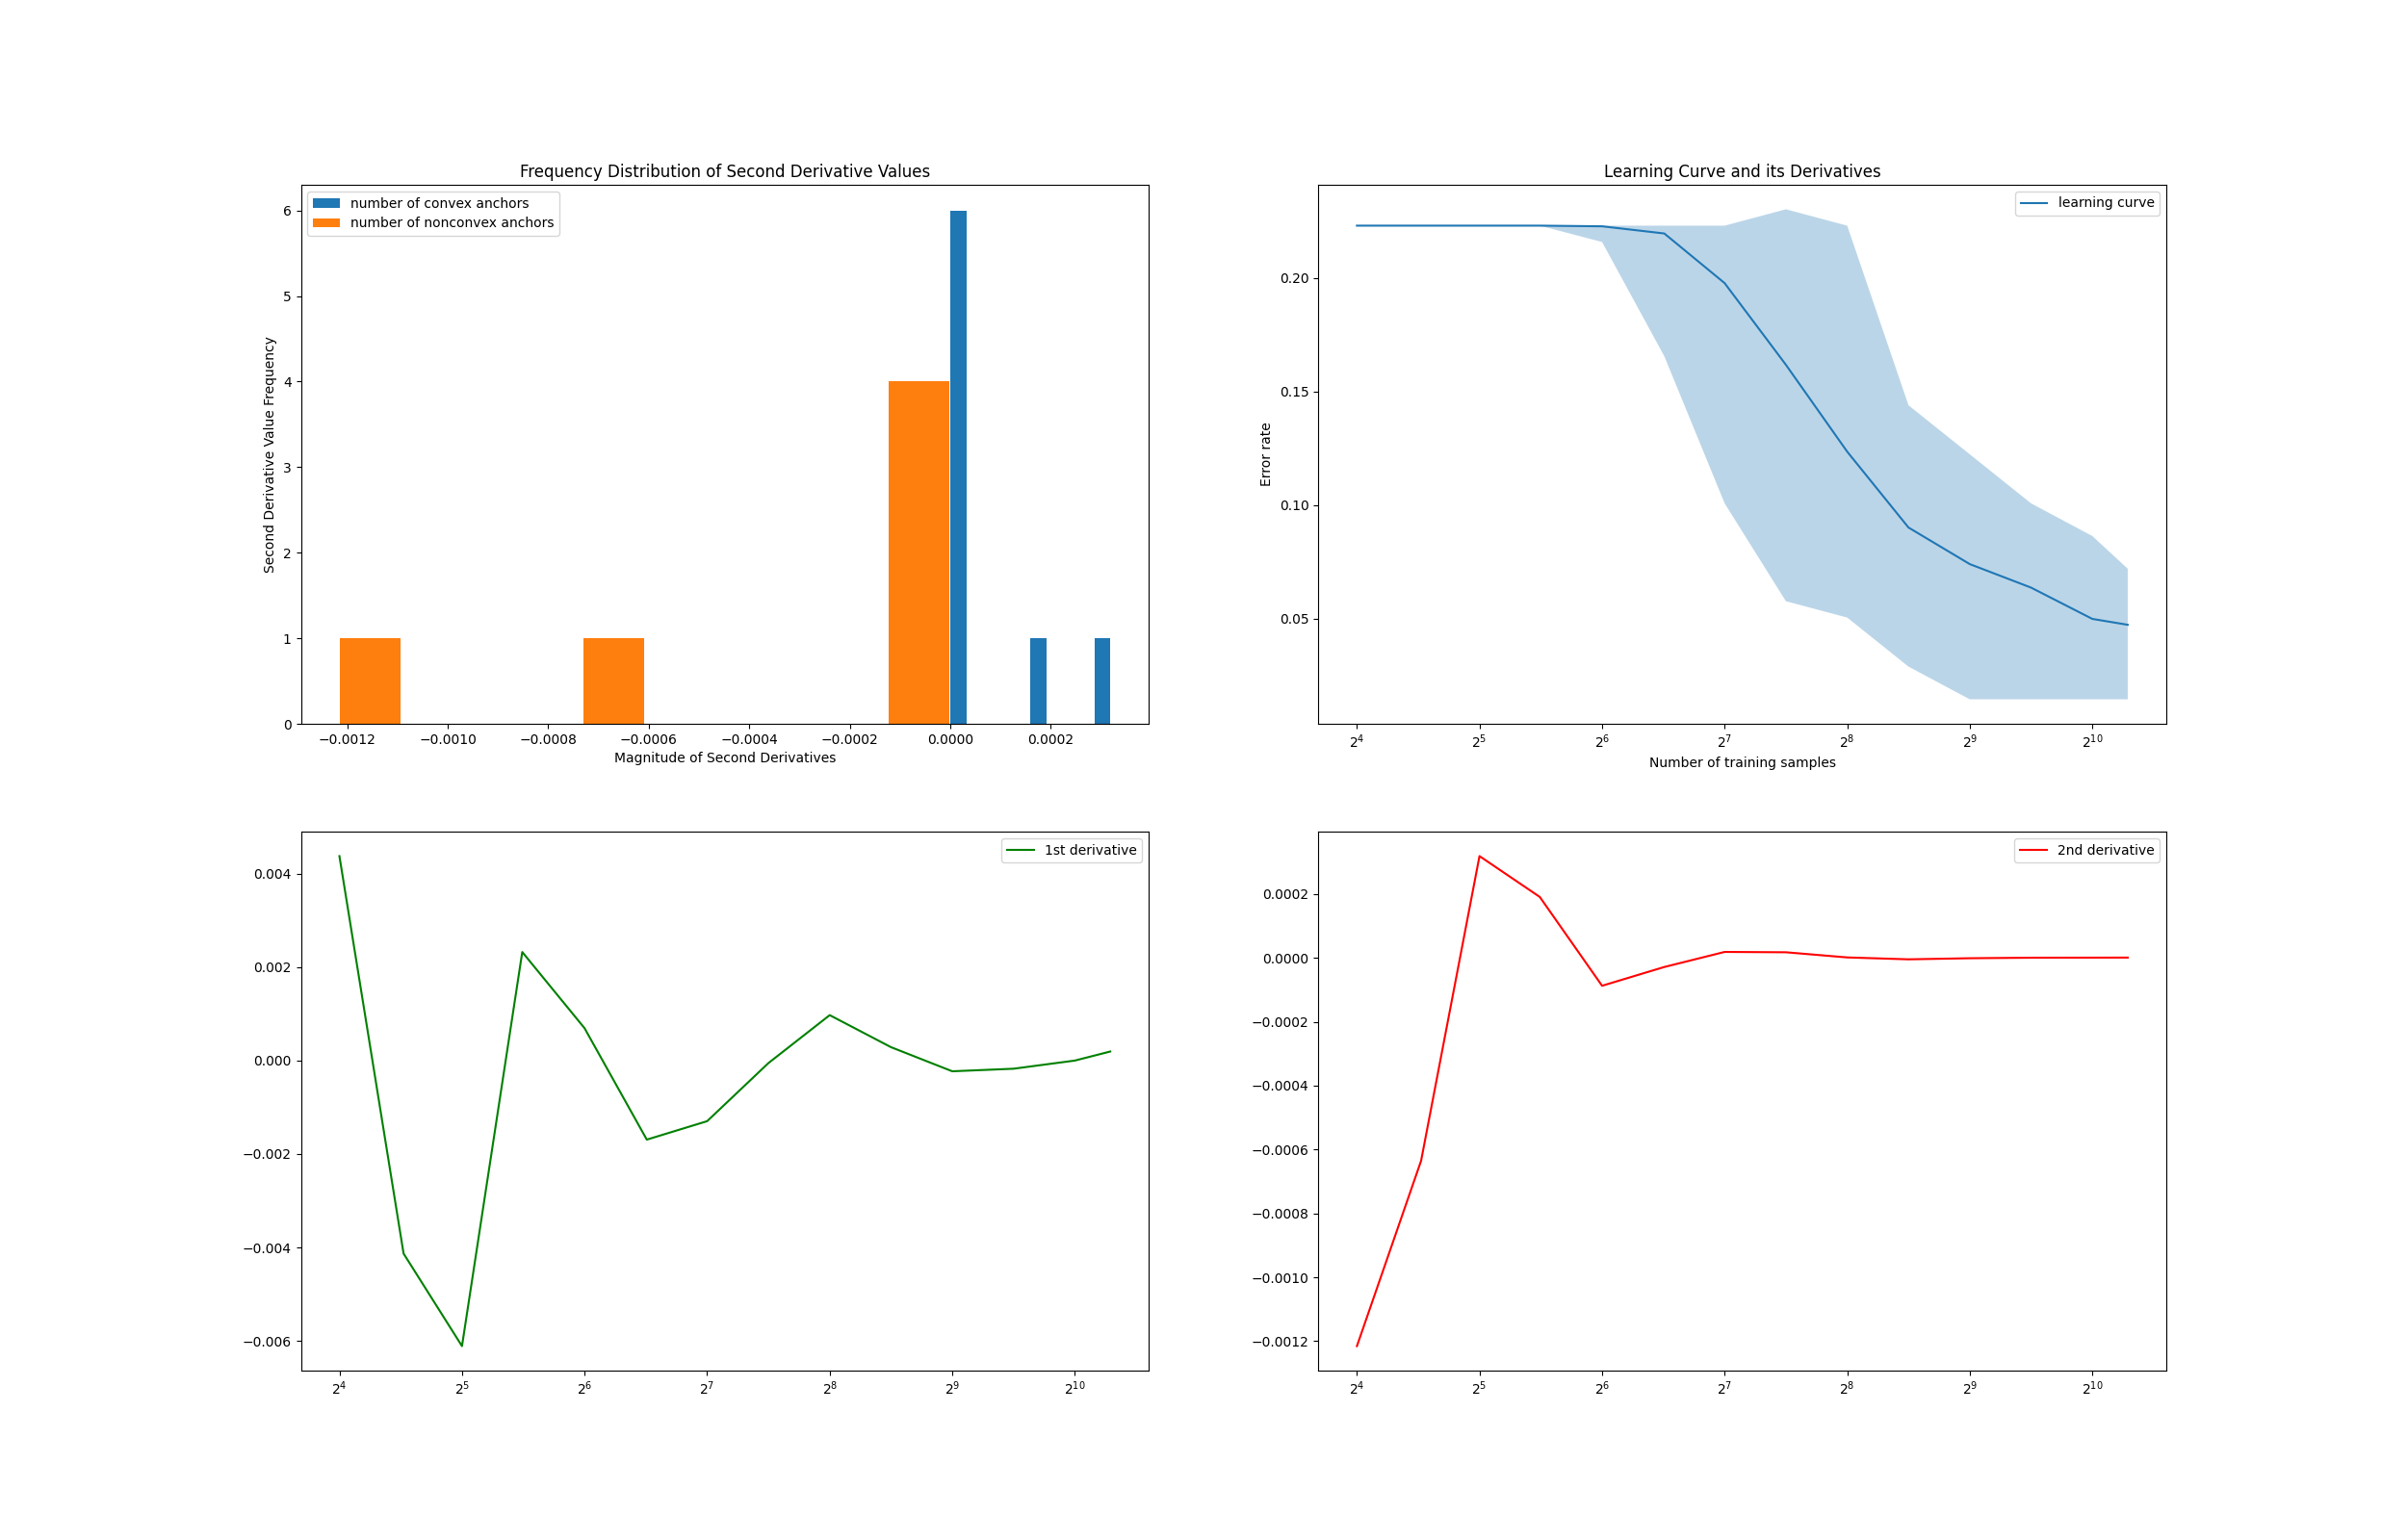 Frequency Distribution of Second Derivative Values
number of convex anchors
number of nonconvex anchors
Second Derivative Value Frequency
6
5
4
3
2
1
0
−0.0012 −0.0010 −0.0008 −0.0006 −0.0004 −0.0002 0.0000 0.0002
Magnitude of Second Derivatives
Learning Curve and its Derivatives
learning curve
Error rate
0.20
0.15
0.10
0.05
2⁴ 2⁵ 2⁶ 2⁷ 2⁸ 2⁹ 2¹⁰
Number of training samples
1st derivative
0.004
0.002
0.000
−0.002
−0.004
−0.006
2⁴ 2⁵ 2⁶ 2⁷ 2⁸ 2⁹ 2¹⁰
2nd derivative
0.0002
0.0000
−0.0002
−0.0004
−0.0006
−0.0008
−0.0010
−0.0012
2⁴ 2⁵ 2⁶ 2⁷ 2⁸ 2⁹ 2¹⁰